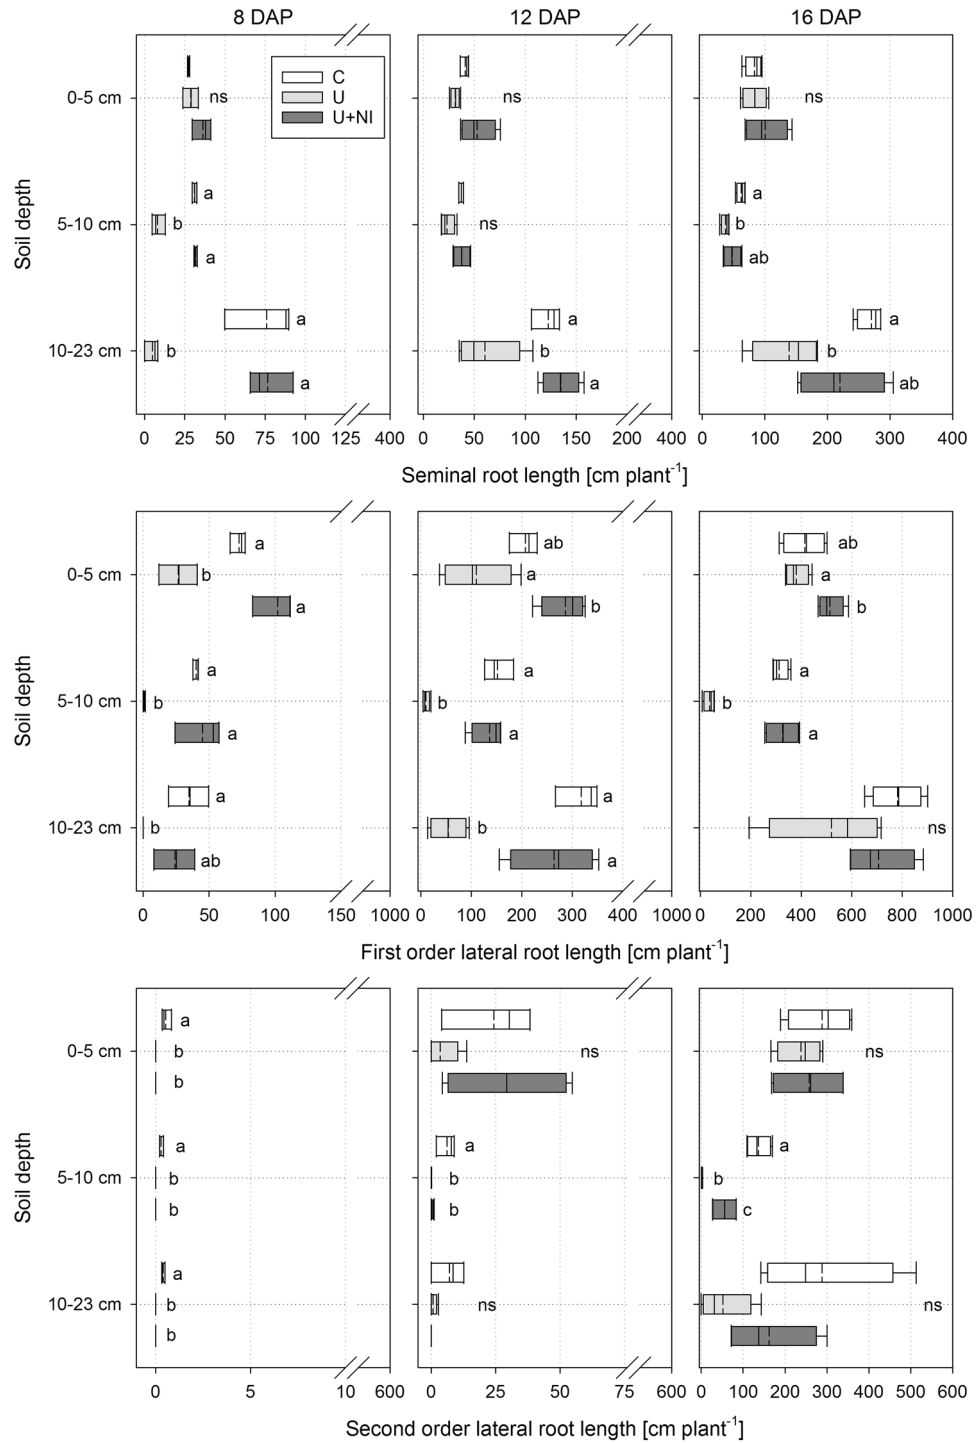 8 DAP 12 DAP 16 DAP
C
U
U+NI
0-5 cm ns ns ns
a a
5-10 cm b ns b
a ab
a a a
10-23 cm b b b
a a ab
Soil depth
0 25 50 75 100 125 400 0 50 100 150 200 400 0 100 200 300 400
Seminal root length [cm plant-1]
a ab ab
0-5 cm b a a
a b b
a a a
5-10 cm b b b
a a a
a a
10-23 cm b b ns
ab a
Soil depth
0 50 100 150 1000 0 100 200 300 400 1000 0 200 400 600 800 1000
First order lateral root length [cm plant-1]
a
0-5 cm b ns ns
b
a a a
5-10 cm b b b
b b c
a
10-23 cm b ns ns
b
Soil depth
0 5 10 600 0 50 75 600 0 100 200 300 400 500 600
Second order lateral root length [cm plant-1]